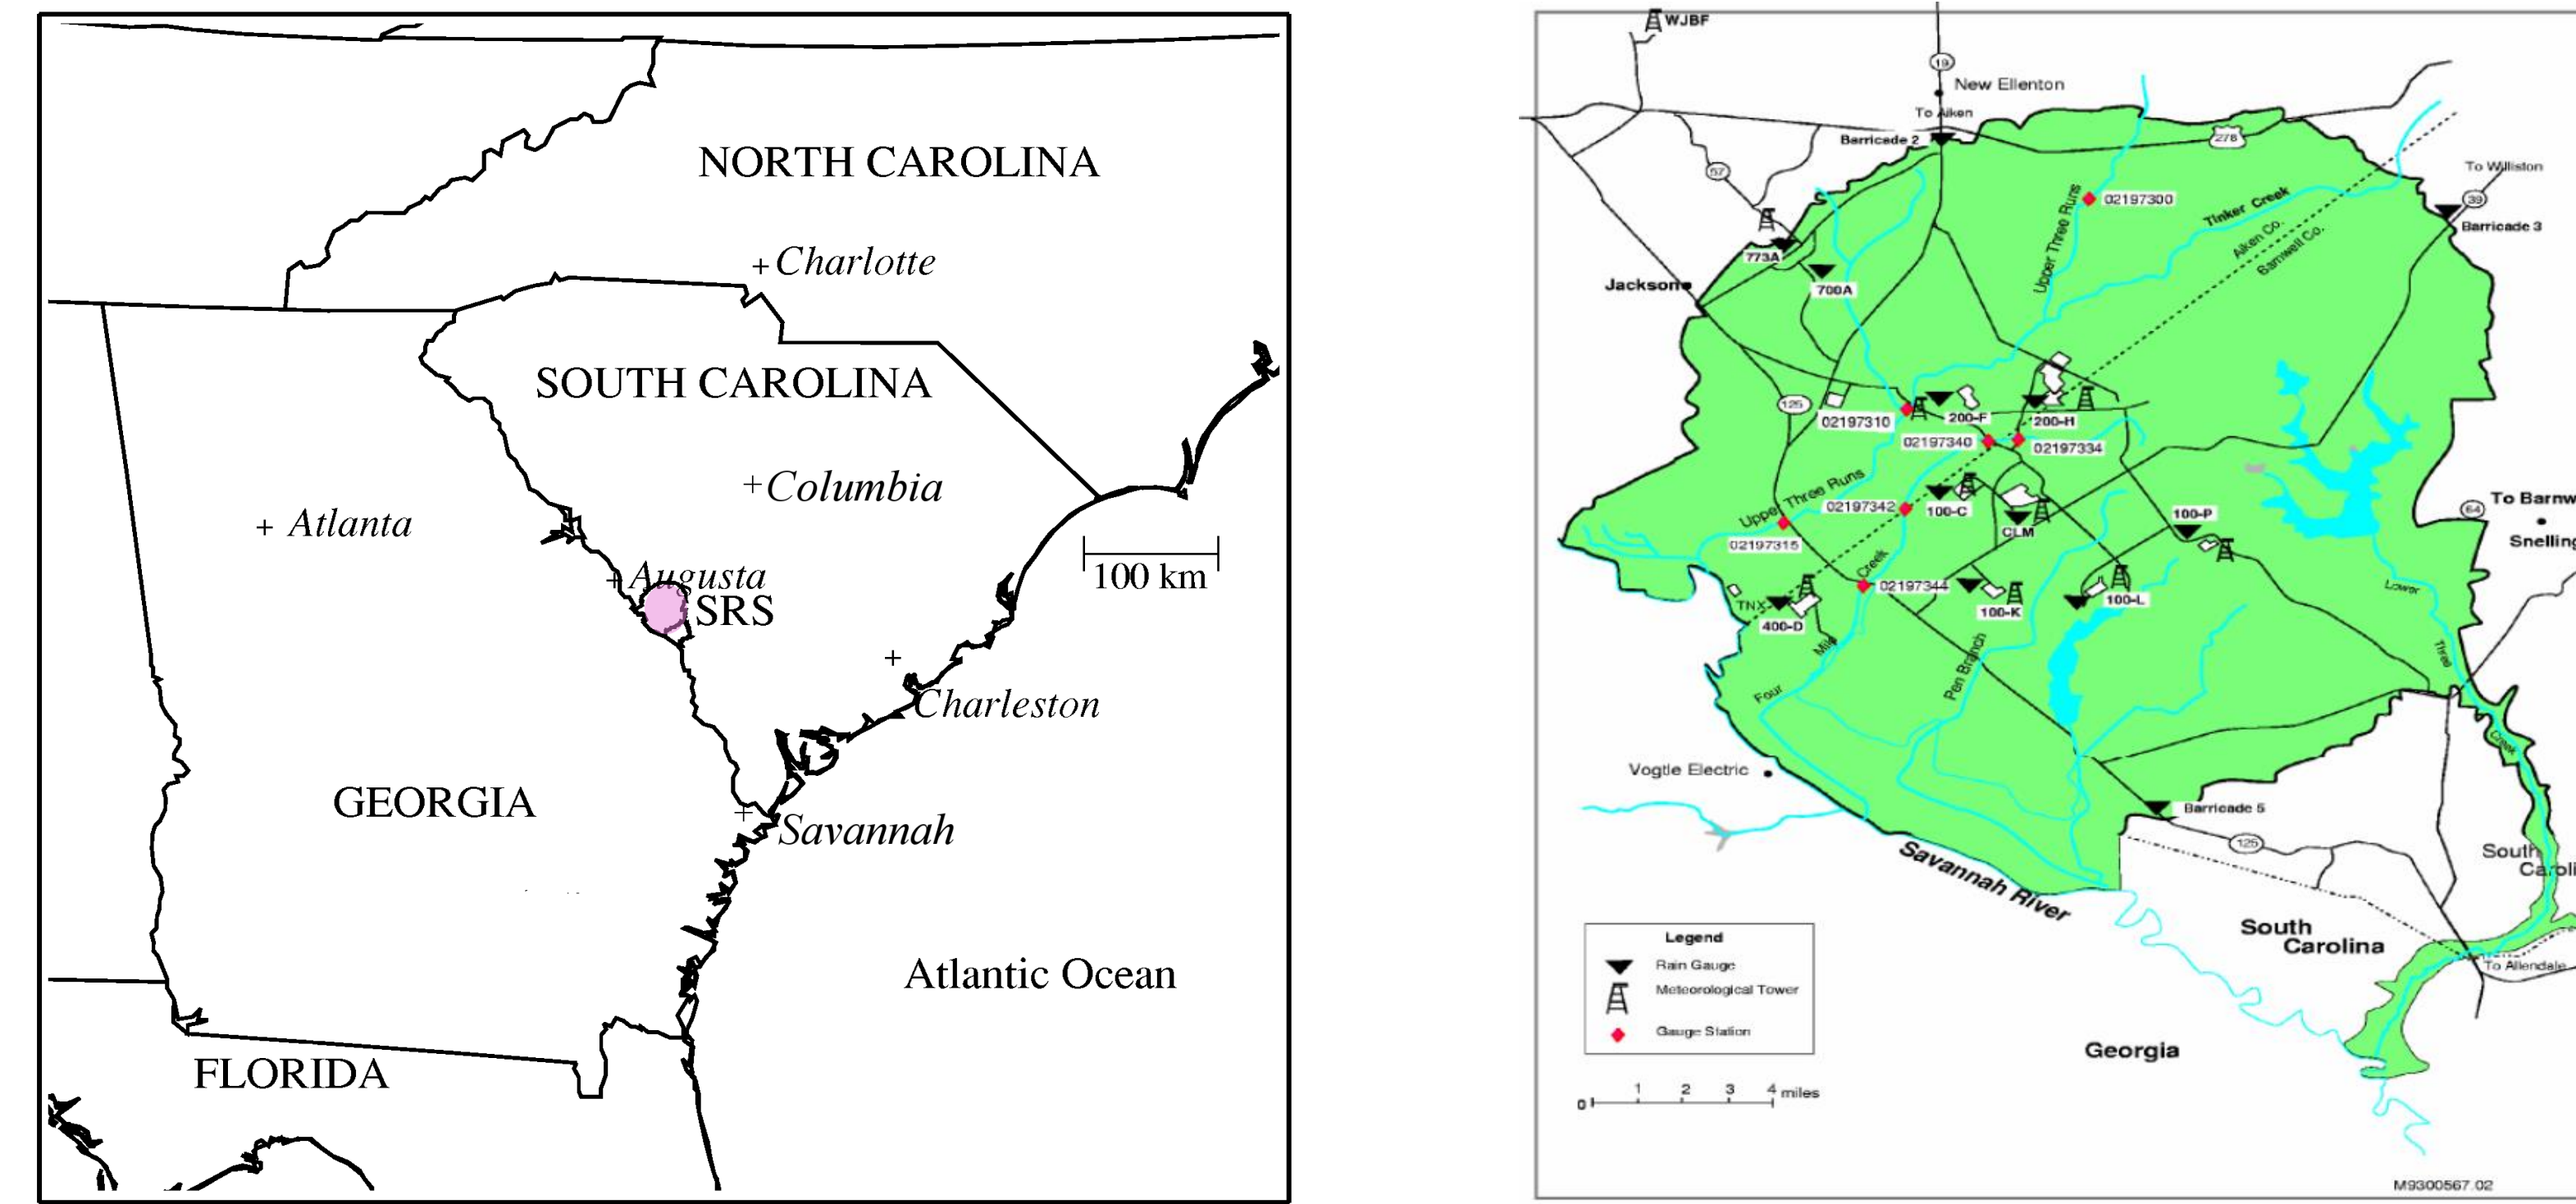 NORTH CAROLINA
Charlotte
SOUTH CAROLINA
Columbia
Atlanta
100 km
Augusta
SRS
Charleston
GEORGIA
Savannah
Atlantic Ocean
FLORIDA
WJBF
19
New Ellenton
To Aiken
Barricade 2
278
57
To Williston
39
Barricade 3
Upper Three Runs
02197300
Tinker Creek
Aiken Co.
Barnwell Co.
773A
700A
Jackson
125
02197310
200-F
200-H
02197340
02197334
Upper Three Runs
02197342
100-C
CLM
100-P
64
To Barnw
Snelling
02197315
Creek
02197344
TNX
400-D
100-K
100-L
Lower
Mile
Pen Branch
Three
Four
Creek
Vogtle Electric
Barricade 5
125
Savannah River
South
Caroli
South
Carolina
To Allendale
Legend
Rain Gauge
Meteorological Tower
Gauge Station
Georgia
0 1 2 3 4 miles
M9300567.02